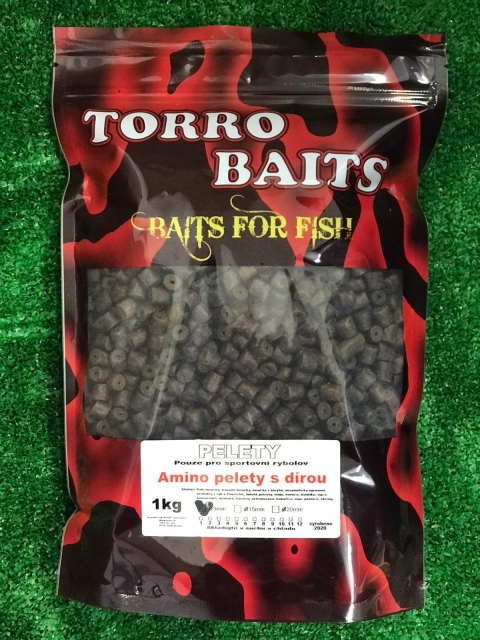 TORRO
BAITS
BAITS FOR FISH
PELETY
Pouze pro sportovní rybolov
Amino pelety s dírou
1kg
Ø15mm Ø20mm
1 2 3 4 5 6 7 8 9 10 11 12
vyrobeno
2020
Skladujte v suchu a chladu